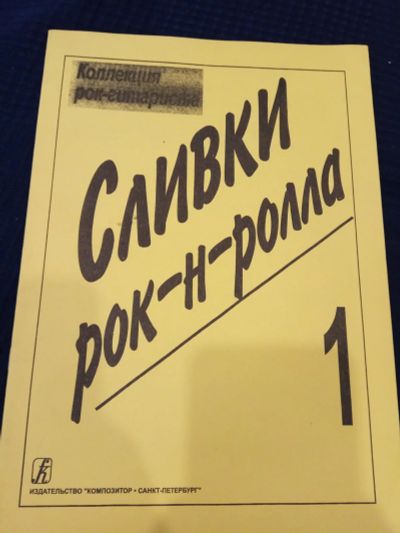 Коллекция
рок-гитариста
Сливки
рок-н-ролла
1
ИЗДАТЕЛЬСТВО "КОМПОЗИТОР • САНКТ-ПЕТЕРБУРГ"